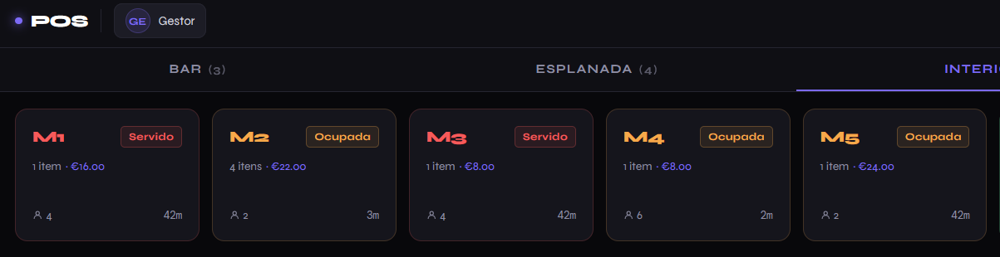 POS
GE Gestor
BAR (3)
ESPLANADA (4)
M1 Servido
1 item · €16.00
4 42m
M2 Ocupada
4 itens · €22.00
2 3m
M3 Servido
1 item · €8.00
4 42m
M4 Ocupada
1 item · €8.00
6 2m
M5 Ocupada
1 item · €24.00
2 42m